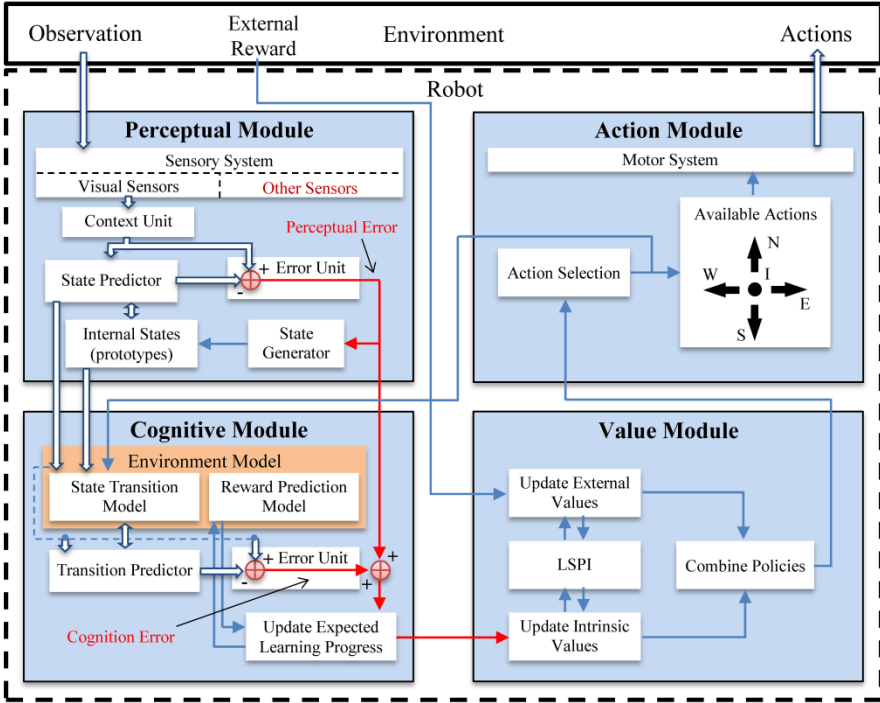 Observation
External
Reward
Environment
Actions
Robot
Perceptual Module
Sensory System
Visual Sensors
Other Sensors
Context Unit
Perceptual Error
State Predictor
+ Error Unit
-
Internal States
(prototypes)
State
Generator
Action Module
Motor System
Available Actions
Action Selection
N
W
I
E
S
Cognitive Module
Environment Model
State Transition
Model
Reward Prediction
Model
Transition Predictor
+ Error Unit
-
+
+
Cognition Error
Update Expected
Learning Progress
Value Module
Update External
Values
LSPI
Combine Policies
Update Intrinsic
Values